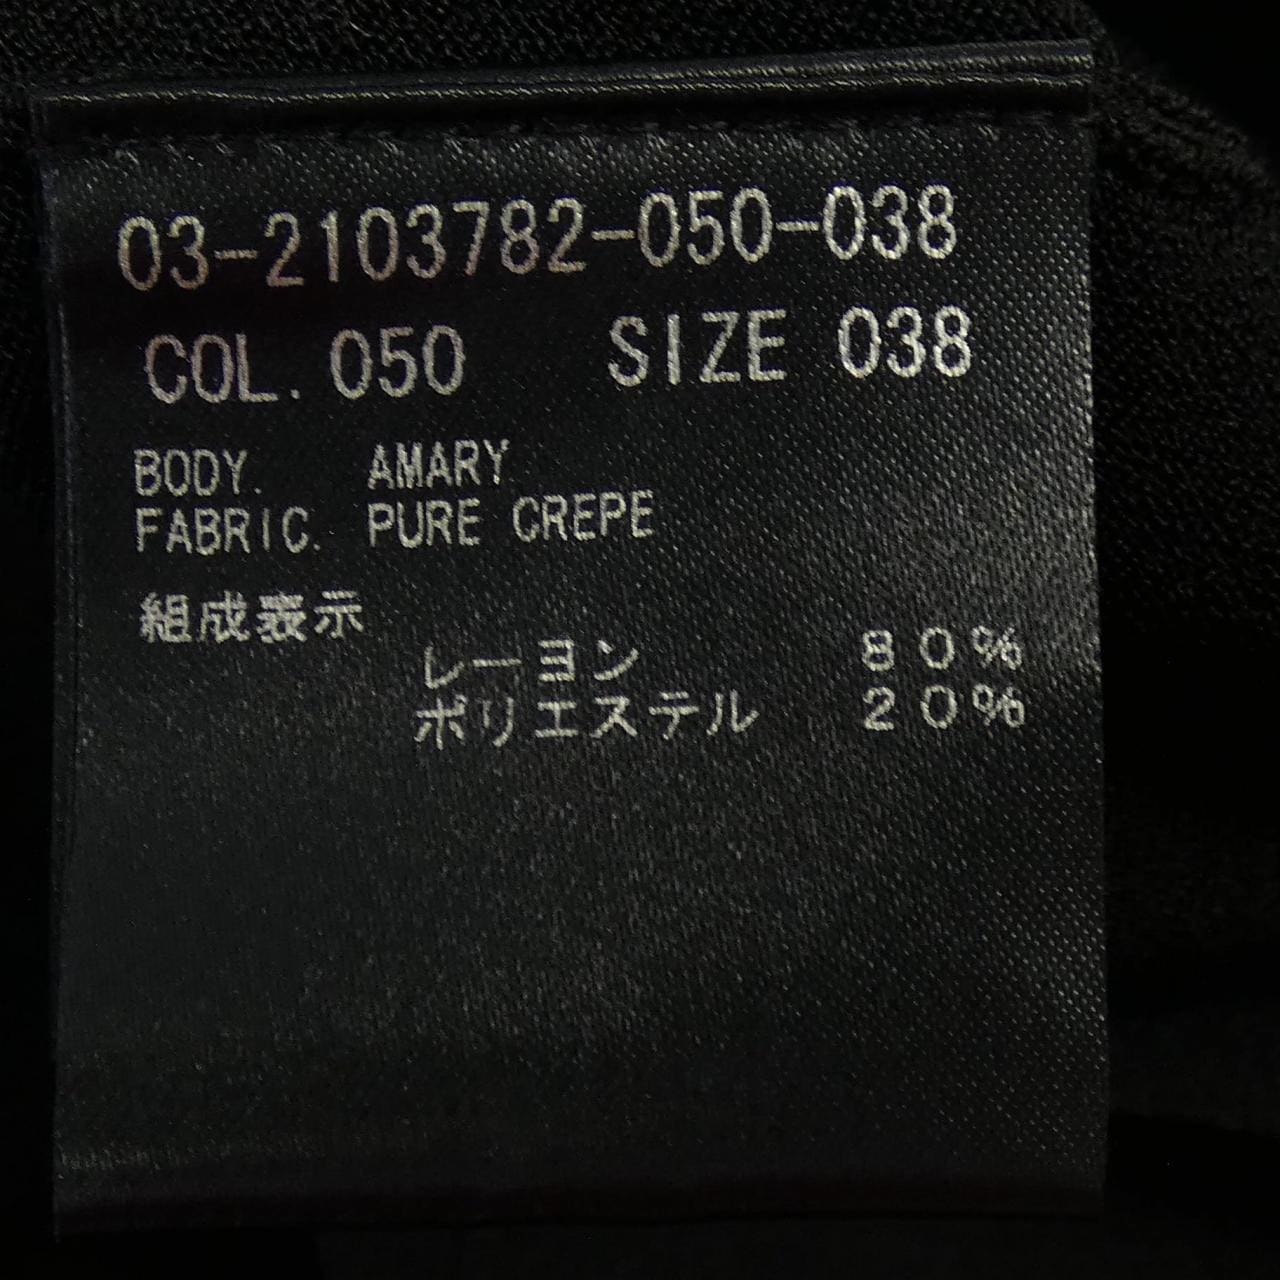 03-2103782-050-038
COL. 050 SIZE 038
BODY. AMARY
FABRIC. PURE CREPE
組成表示
レーヨン 80%
ポリエステル 20%